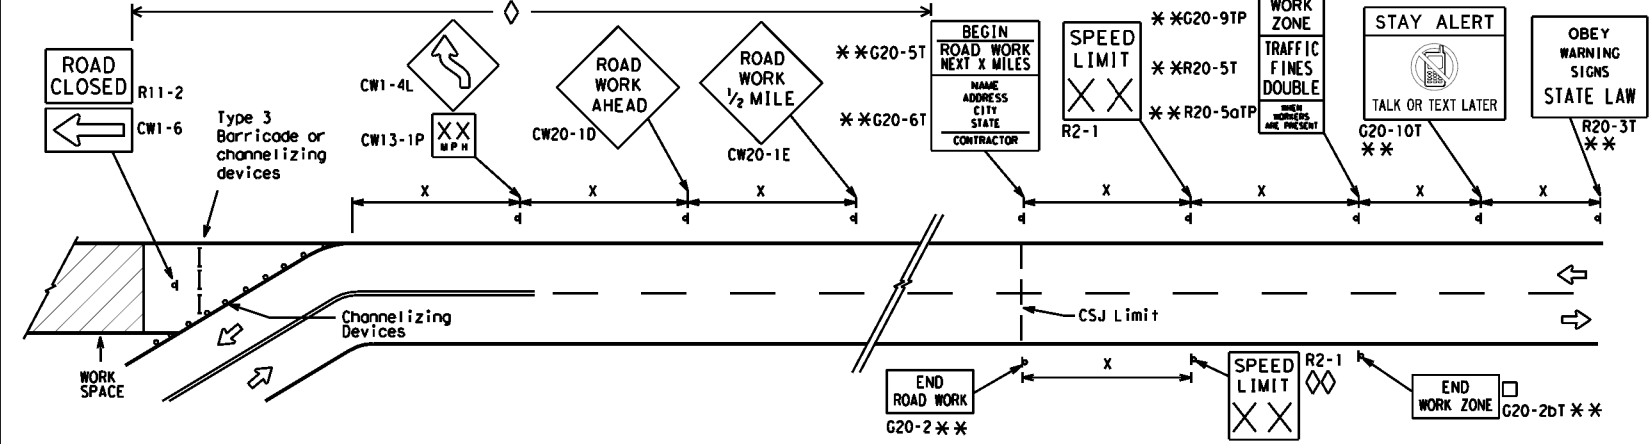 ROAD
CLOSED
R11-2
CW1-6
Type 3
Barricade or
channelizing
devices
CW1-4L
XX
MPH
CW13-1P
ROAD
WORK
AHEAD
CW20-1D
ROAD
WORK
1/2 MILE
CW20-1E
**G20-5T
**G20-6T
BEGIN
ROAD WORK
NEXT X MILES
NAME
ADDRESS
CITY
STATE
CONTRACTOR
SPEED
LIMIT
XX
R2-1
**G20-9TP
**R20-5T
**R20-5aTP
WORK
ZONE
TRAFFIC
FINES
DOUBLE
WHEN
WORKERS
ARE PRESENT
STAY ALERT
TALK OR TEXT LATER
G20-10T
**
OBEY
WARNING
SIGNS
STATE LAW
R20-3T
**
X X X X X X X
Channelizing
Devices
WORK
SPACE
CSJ Limit
X
END
ROAD WORK
G20-2**
SPEED
LIMIT
XX
R2-1
END
WORK ZONE
G20-2bT **